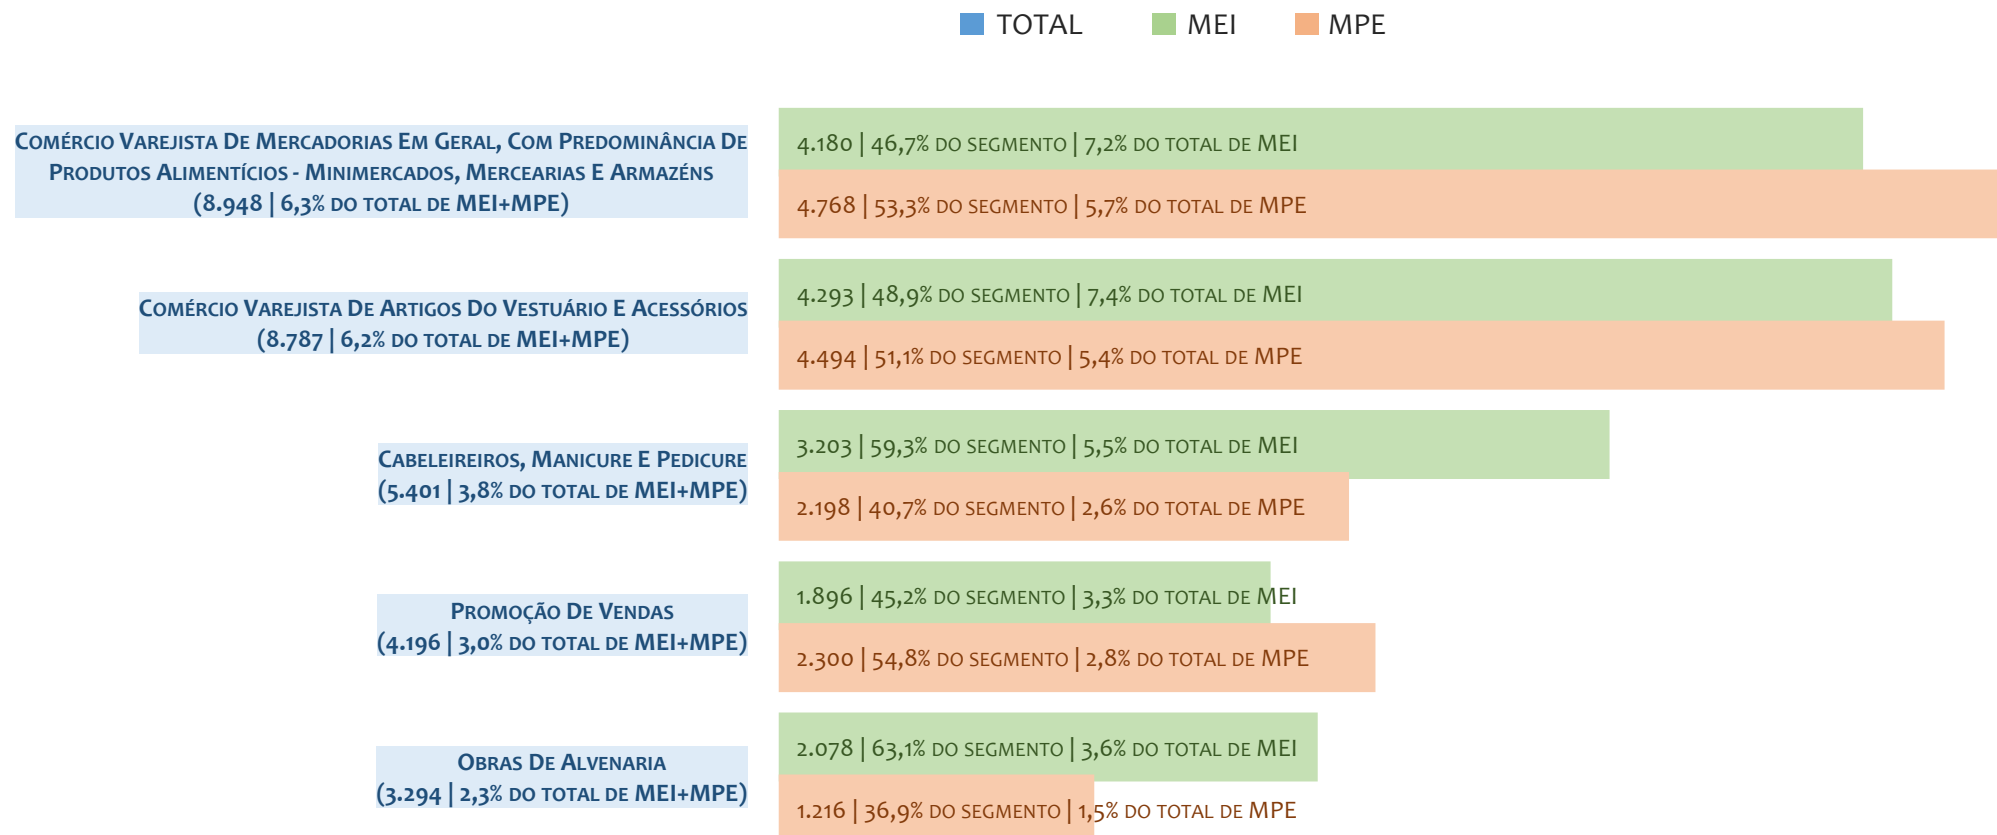 TOTAL MEI MPE
Comércio Varejista De Mercadorias Em Geral, Com Predominância De
Produtos Alimentícios - Minimercados, Mercearias E Armazéns
(8.948 | 6,3% do total de MEI+MPE)
4.180 | 46,7% do segmento | 7,2% do total de MEI
4.768 | 53,3% do segmento | 5,7% do total de MPE
Comércio Varejista De Artigos Do Vestuário E Acessórios
(8.787 | 6,2% do total de MEI+MPE)
4.293 | 48,9% do segmento | 7,4% do total de MEI
4.494 | 51,1% do segmento | 5,4% do total de MPE
Cabeleireiros, Manicure E Pedicure
(5.401 | 3,8% do total de MEI+MPE)
3.203 | 59,3% do segmento | 5,5% do total de MEI
2.198 | 40,7% do segmento | 2,6% do total de MPE
Promoção De Vendas
(4.196 | 3,0% do total de MEI+MPE)
1.896 | 45,2% do segmento | 3,3% do total de MEI
2.300 | 54,8% do segmento | 2,8% do total de MPE
Obras De Alvenaria
(3.294 | 2,3% do total de MEI+MPE)
2.078 | 63,1% do segmento | 3,6% do total de MEI
1.216 | 36,9% do segmento | 1,5% do total de MPE